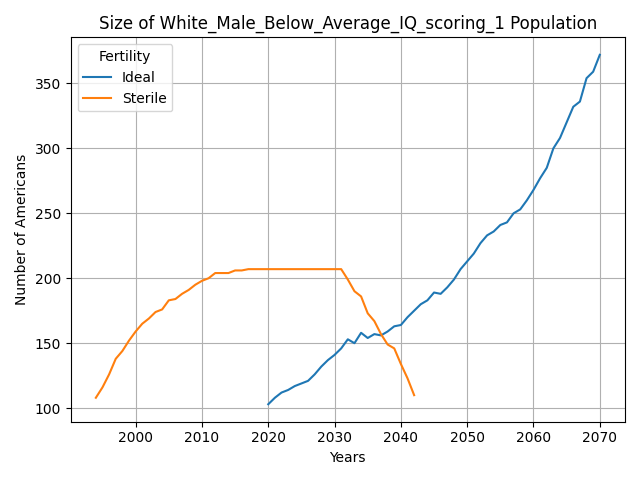 Size of White_Male_Below_Average_IQ_scoring_1 Population
Fertility
Ideal
Sterile
Number of Americans
350
300
250
200
150
100
2000 2010 2020 2030 2040 2050 2060 2070
Years